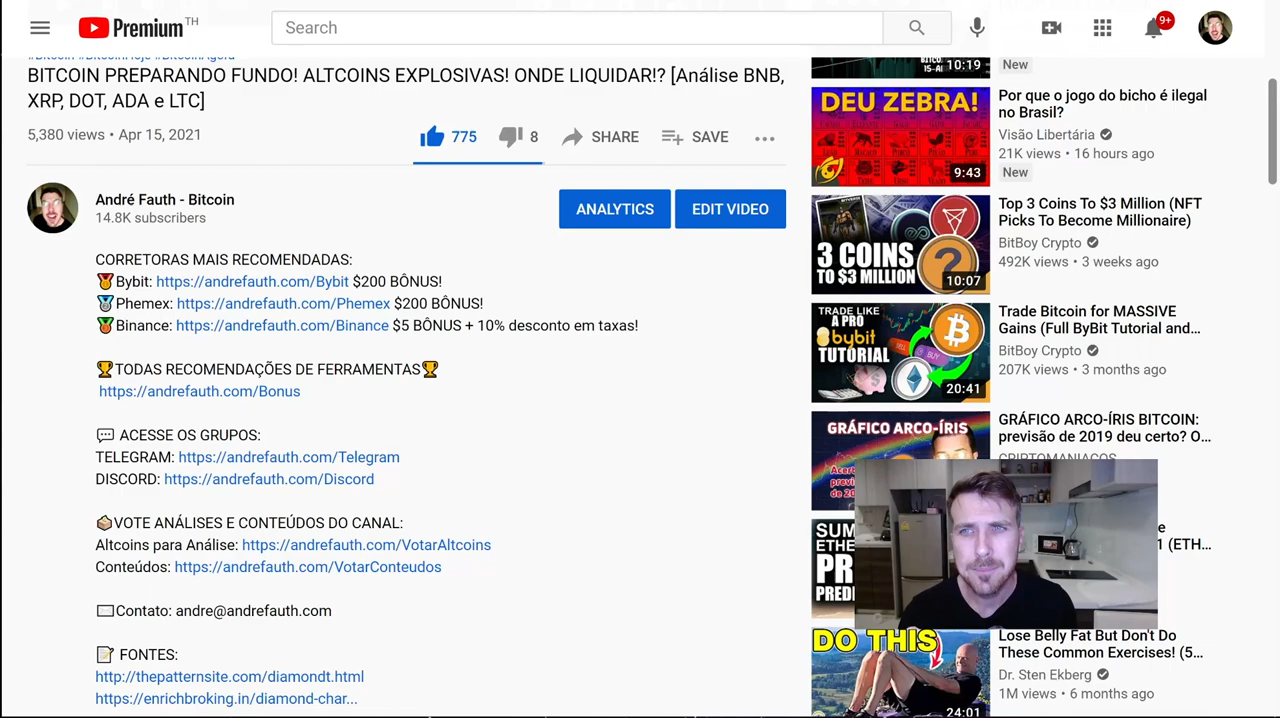 Premium TH
Search
9+
#Bitcoin #BitcoinHoje #BitcoinAgora
BITCOIN PREPARANDO FUNDO! ALTCOINS EXPLOSIVAS! ONDE LIQUIDAR!? [Análise BNB,
XRP, DOT, ADA e LTC]
5,380 views • Apr 15, 2021
775
8
SHARE
SAVE
André Fauth - Bitcoin
14.8K subscribers
ANALYTICS
EDIT VIDEO
CORRETORAS MAIS RECOMENDADAS:
Bybit: https://andrefauth.com/Bybit $200 BÔNUS!
Phemex: https://andrefauth.com/Phemex $200 BÔNUS!
Binance: https://andrefauth.com/Binance $5 BÔNUS + 10% desconto em taxas!
TODAS RECOMENDAÇÕES DE FERRAMENTAS
https://andrefauth.com/Bonus
ACESSE OS GRUPOS:
TELEGRAM: https://andrefauth.com/Telegram
DISCORD: https://andrefauth.com/Discord
VOTE ANÁLISES E CONTEÚDOS DO CANAL:
Altcoins para Análise: https://andrefauth.com/VotarAltcoins
Conteúdos: https://andrefauth.com/VotarConteudos
Contato: andre@andrefauth.com
FONTES:
http://thepatternsite.com/diamondt.html
https://enrichbroking.in/diamond-char...
10:19
New
DEU ZEBRA!
9:43
Por que o jogo do bicho é ilegal
no Brasil?
Visão Libertária
21K views • 16 hours ago
New
3 COINS
TO $3 MILLION
10:07
Top 3 Coins To $3 Million (NFT
Picks To Become Millionaire)
BitBoy Crypto
492K views • 3 weeks ago
TRADE LIKE
A PRO
bybit
TUTORIAL
SELL
BUY
20:41
Trade Bitcoin for MASSIVE
Gains (Full ByBit Tutorial and...
BitBoy Crypto
207K views • 3 months ago
GRÁFICO ARCO-ÍRIS
GRÁFICO ARCO-ÍRIS BITCOIN:
previsão de 2019 deu certo? O...
CRIPTOMANIACOS
(ETH...
DO THIS
24:01
Lose Belly Fat But Don't Do
These Common Exercises! (5...
Dr. Sten Ekberg
1M views • 6 months ago